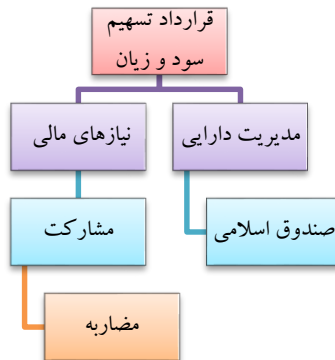 قرارداد تسهیم
سود و زیان
مدیریت دارایی
نیازهای مالی
صندوق اسلامی
مشارکت
مضاربه